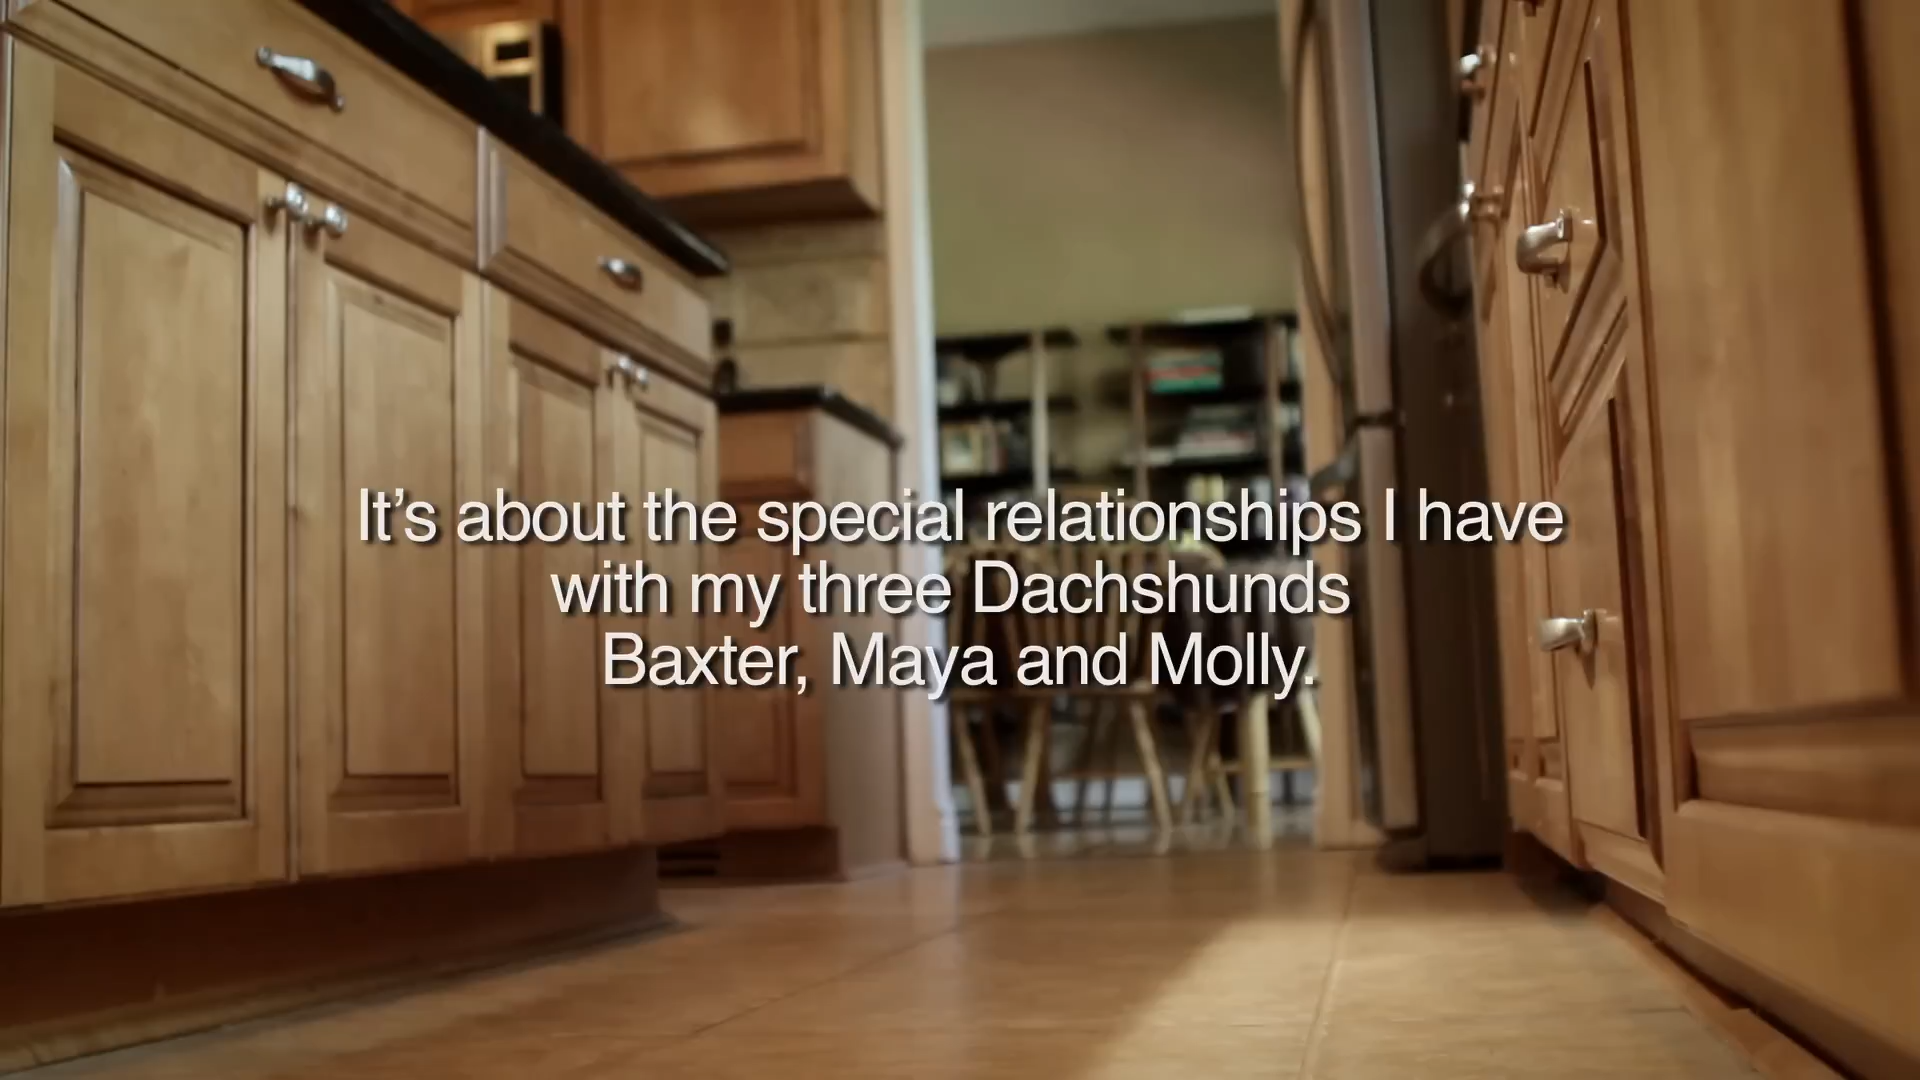 It’s about the special relationships I have
with my three Dachshunds
Baxter, Maya and Molly.